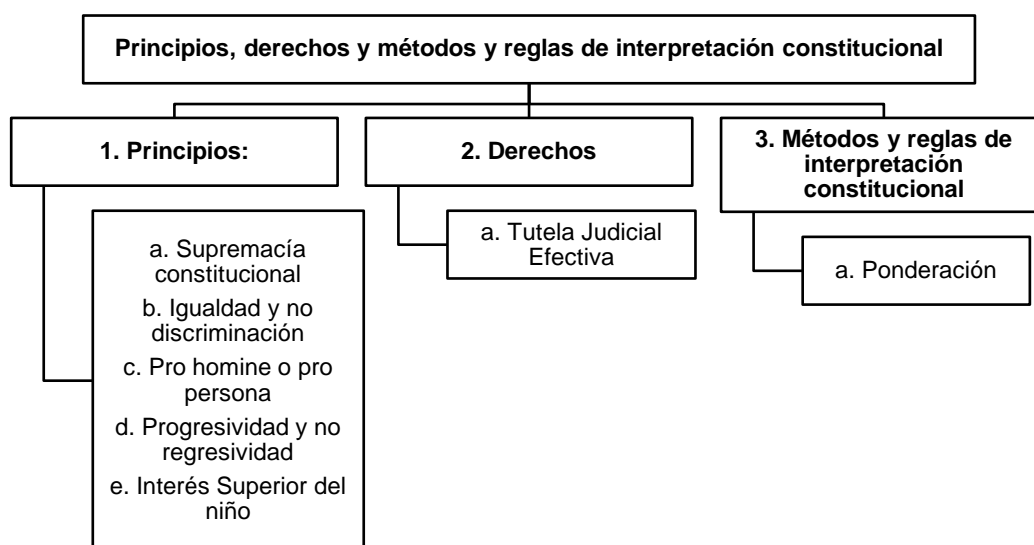 Principios, derechos y métodos y reglas de interpretación constitucional
1. Principios:
a. Supremacía
constitucional
b. Igualdad y no
discriminación
c. Pro homine o pro
persona
d. Progresividad y no
regresividad
e. Interés Superior del
niño
2. Derechos
a. Tutela Judicial
Efectiva
3. Métodos y reglas de
interpretación
constitucional
a. Ponderación